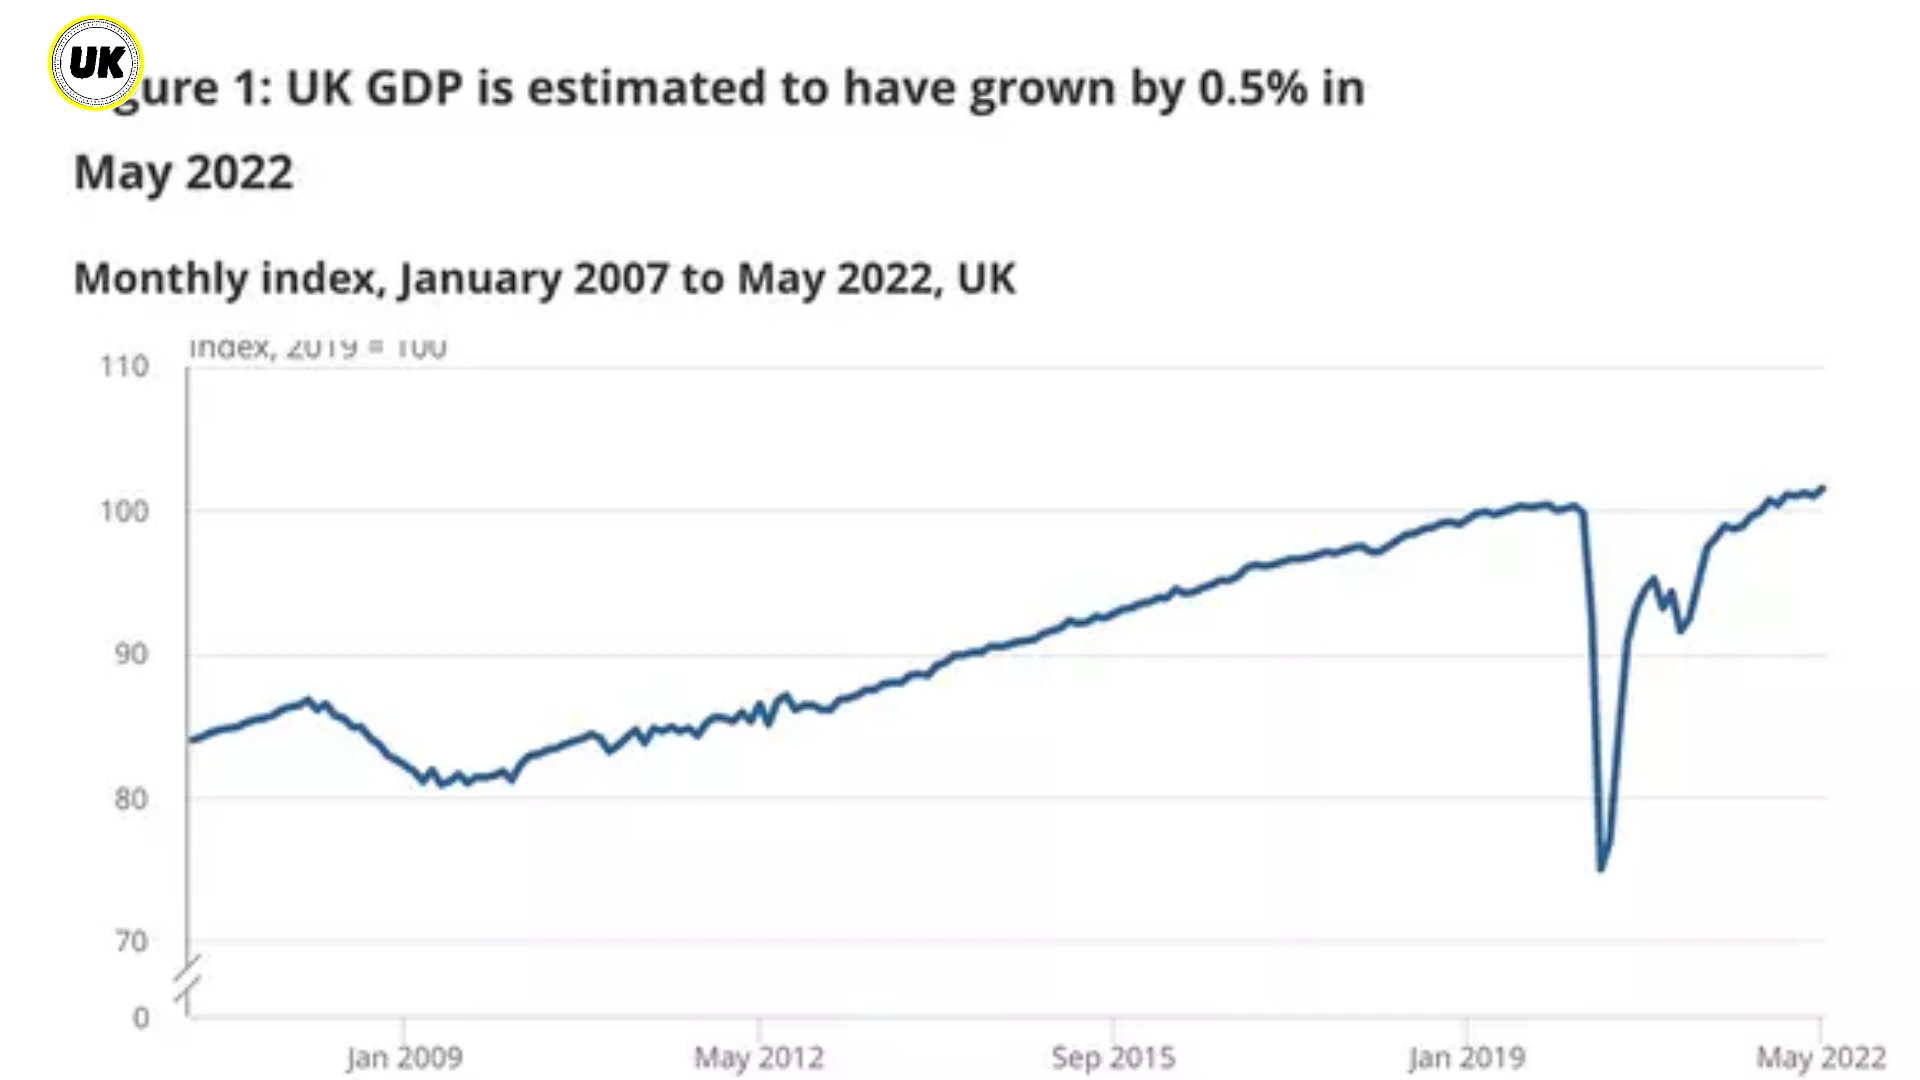 UK
gure 1: UK GDP is estimated to have grown by 0.5% in
May 2022
Monthly index, January 2007 to May 2022, UK
Index, 2019 = 100
110
100
90
80
70
0
Jan 2009 May 2012 Sep 2015 Jan 2019 May 2022